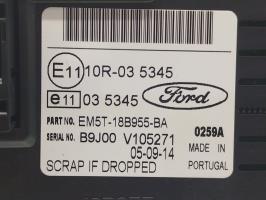 E11 10R-03 5345
e11 03 5345 Ford
PART NO. EM5T-18B955-BA 0259A
SERIAL NO. B9J00 V105271 MADE IN
05-09-14 PORTUGAL
SCRAP IF DROPPED